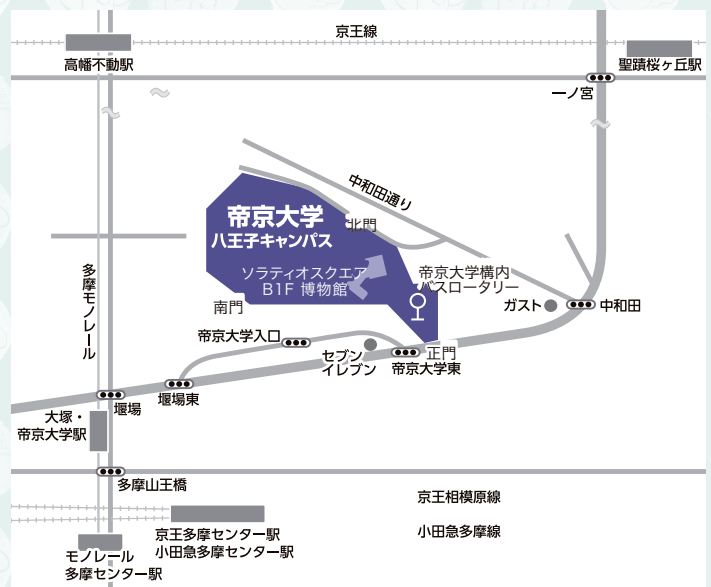 京王線
高幡不動駅
聖蹟桜ヶ丘駅
一ノ宮
中和田通り
帝京大学
八王子キャンパス
北門
ソラティオスクエア
B1F 博物館
帝京大学構内
バスロータリー
多摩モノレール
南門
ガスト
中和田
帝京大学入口
セブン
イレブン
正門
帝京大学東
堰場東
堰場
大塚・
帝京大学駅
多摩山王橋
京王相模原線
京王多摩センター駅
小田急多摩センター駅
小田急多摩線
モノレール
多摩センター駅